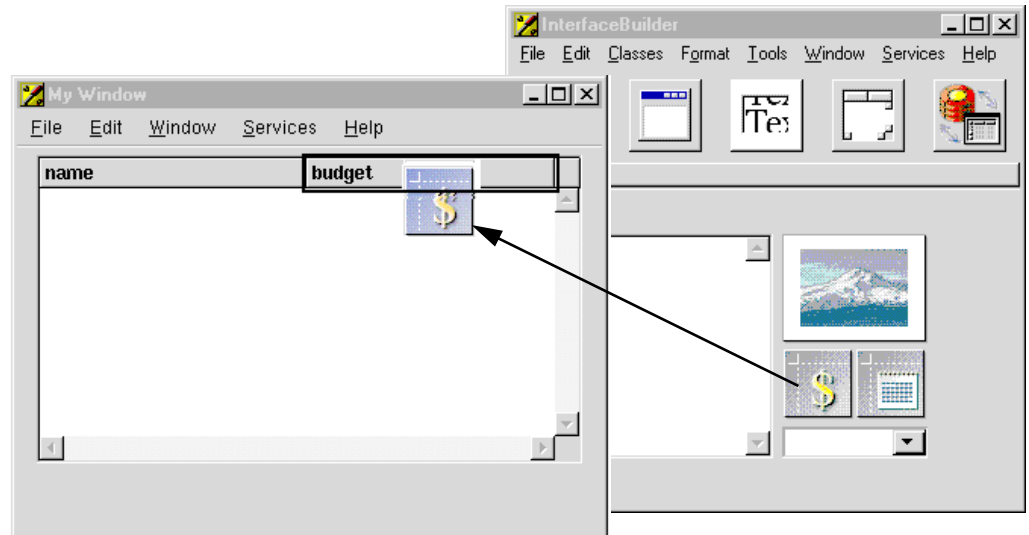 InterfaceBuilder
File Edit Classes Format Tools Window Services Help
My Window
File Edit Window Services Help
name budget
$
$